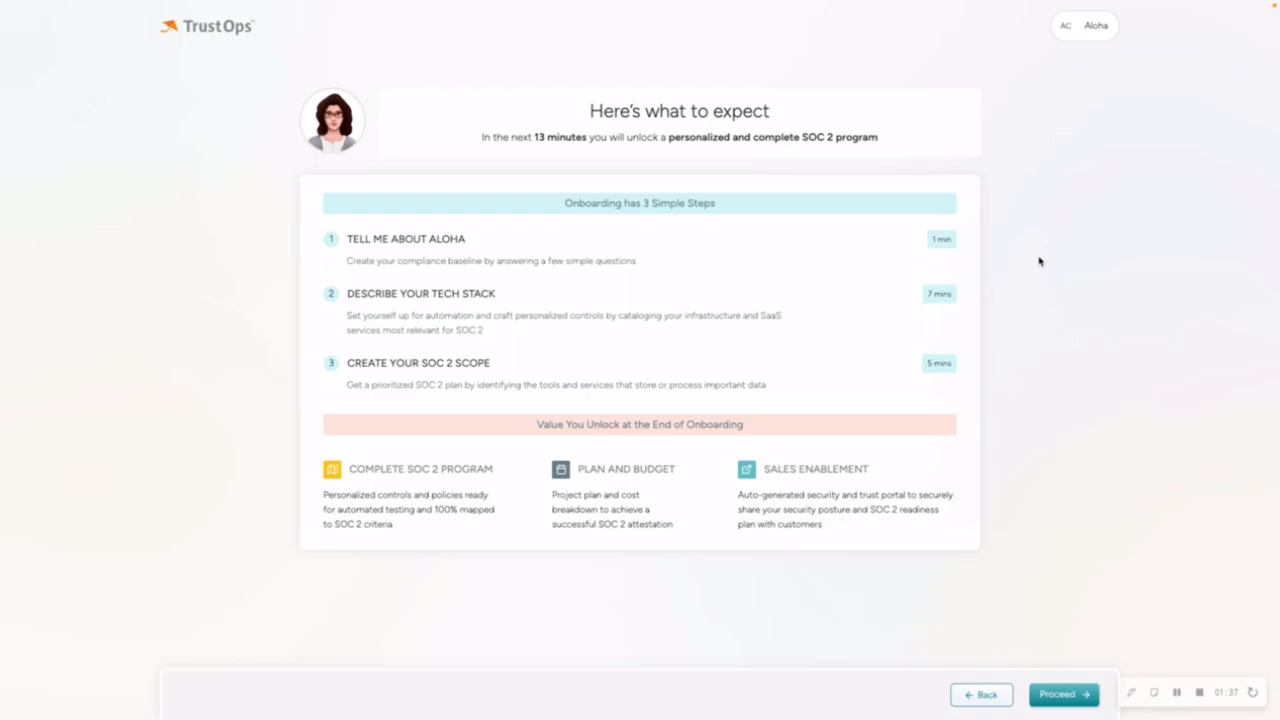 TrustOps™
AC Aloha
Here's what to expect
In the next 13 minutes you will unlock a personalized and complete SOC 2 program
Onboarding has 3 Simple Steps
1 TELL ME ABOUT ALOHA 1 min
Create your compliance baseline by answering a few simple questions
2 DESCRIBE YOUR TECH STACK 7 mins
Set yourself up for automation and craft personalized controls by cataloging your infrastructure and SaaS
services most relevant for SOC 2
3 CREATE YOUR SOC 2 SCOPE 5 mins
Get a prioritized SOC 2 plan by identifying the tools and services that store or process important data
Value You Unlock at the End of Onboarding
COMPLETE SOC 2 PROGRAM
Personalized controls and policies ready
for automated testing and 100% mapped
to SOC 2 criteria
PLAN AND BUDGET
Project plan and cost
breakdown to achieve a
successful SOC 2 attestation
SALES ENABLEMENT
Auto-generated security and trust portal to securely
share your security posture and SOC 2 readiness
plan with customers
← Back
Proceed →
01:37